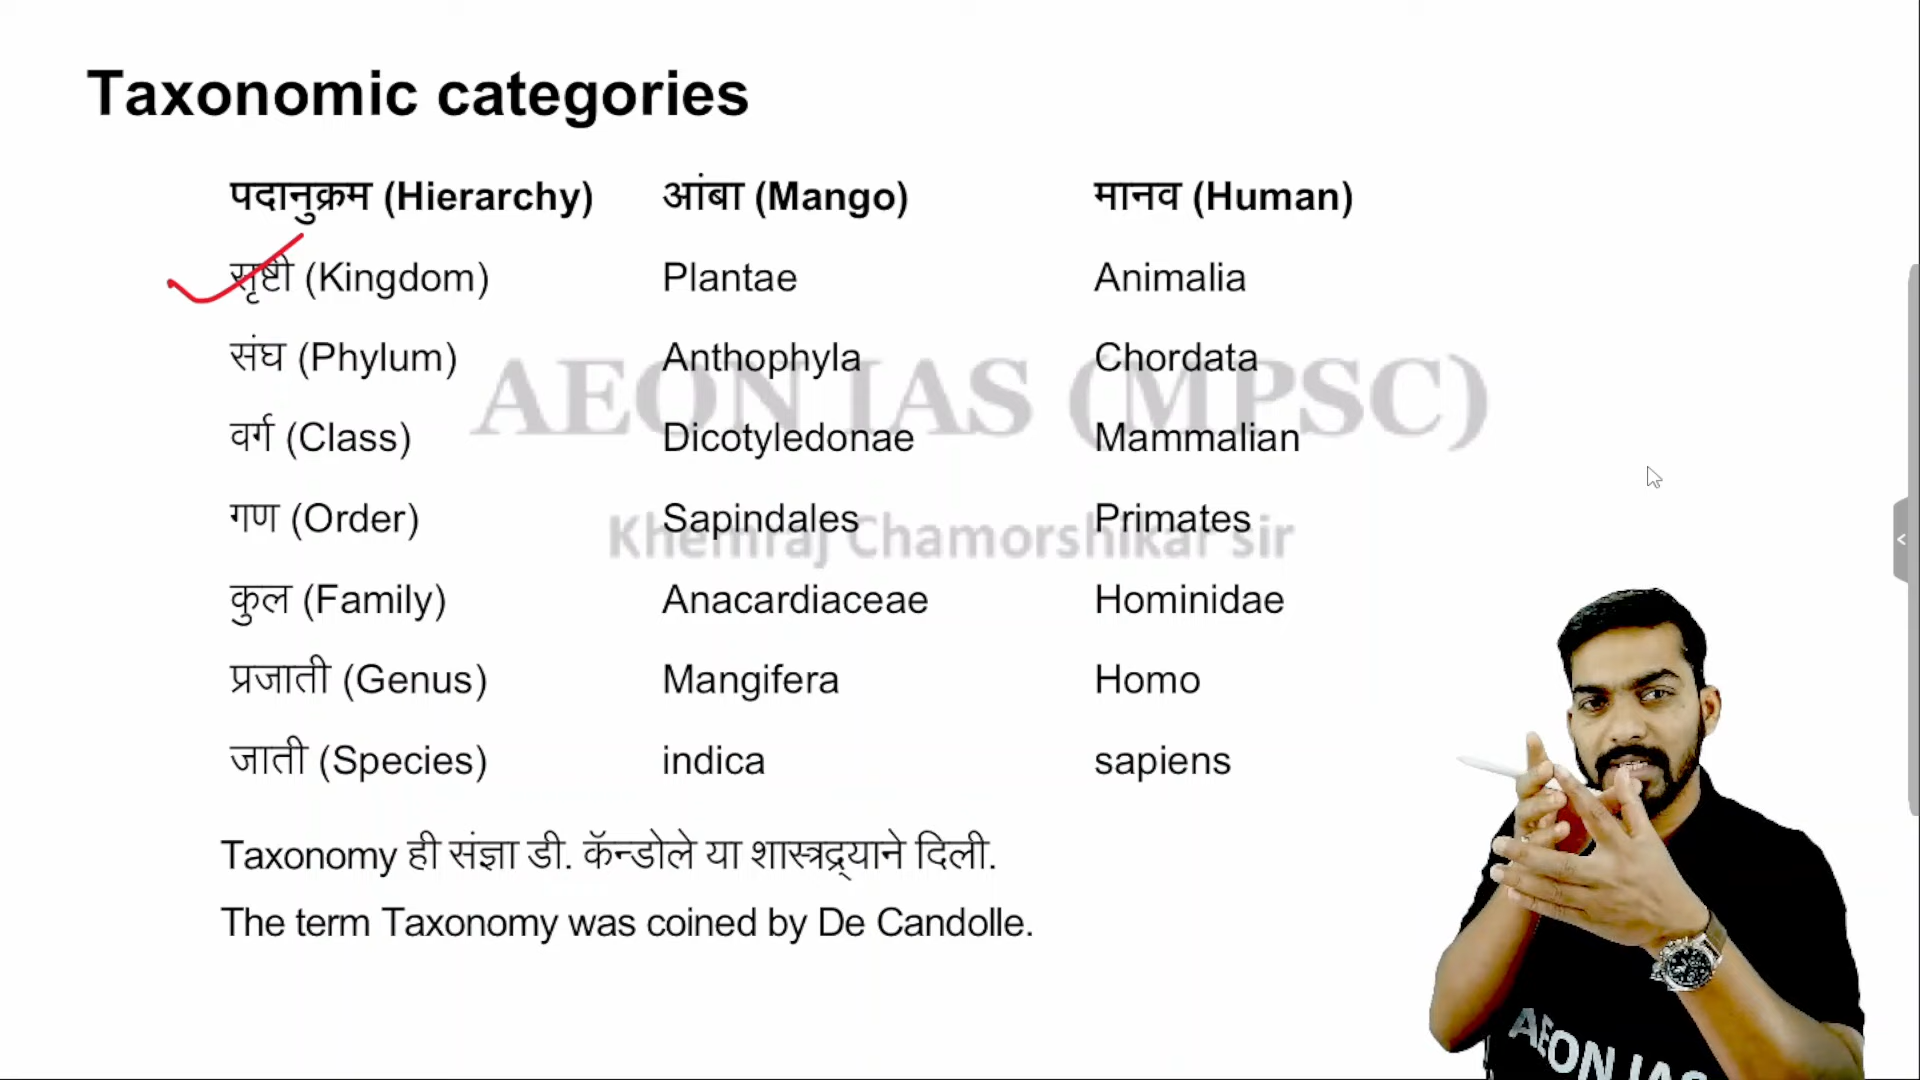 Taxonomic categories
पदानुक्रम (Hierarchy) आंबा (Mango) मानव (Human)
सृष्टी (Kingdom) Plantae Animalia
संघ (Phylum) Anthophyla Chordata
AEON IAS (MPSC)
वर्ग (Class) Dicotyledonae Mammalian
गण (Order) Sapindales Primates
Khemraj Chamorshikar sir
कुल (Family) Anacardiaceae Hominidae
प्रजाती (Genus) Mangifera Homo
जाती (Species) indica sapiens
Taxonomy ही संज्ञा डी. कॅन्डोले या शास्त्रद्र्याने दिली.
The term Taxonomy was coined by De Candolle.
AEON IAS